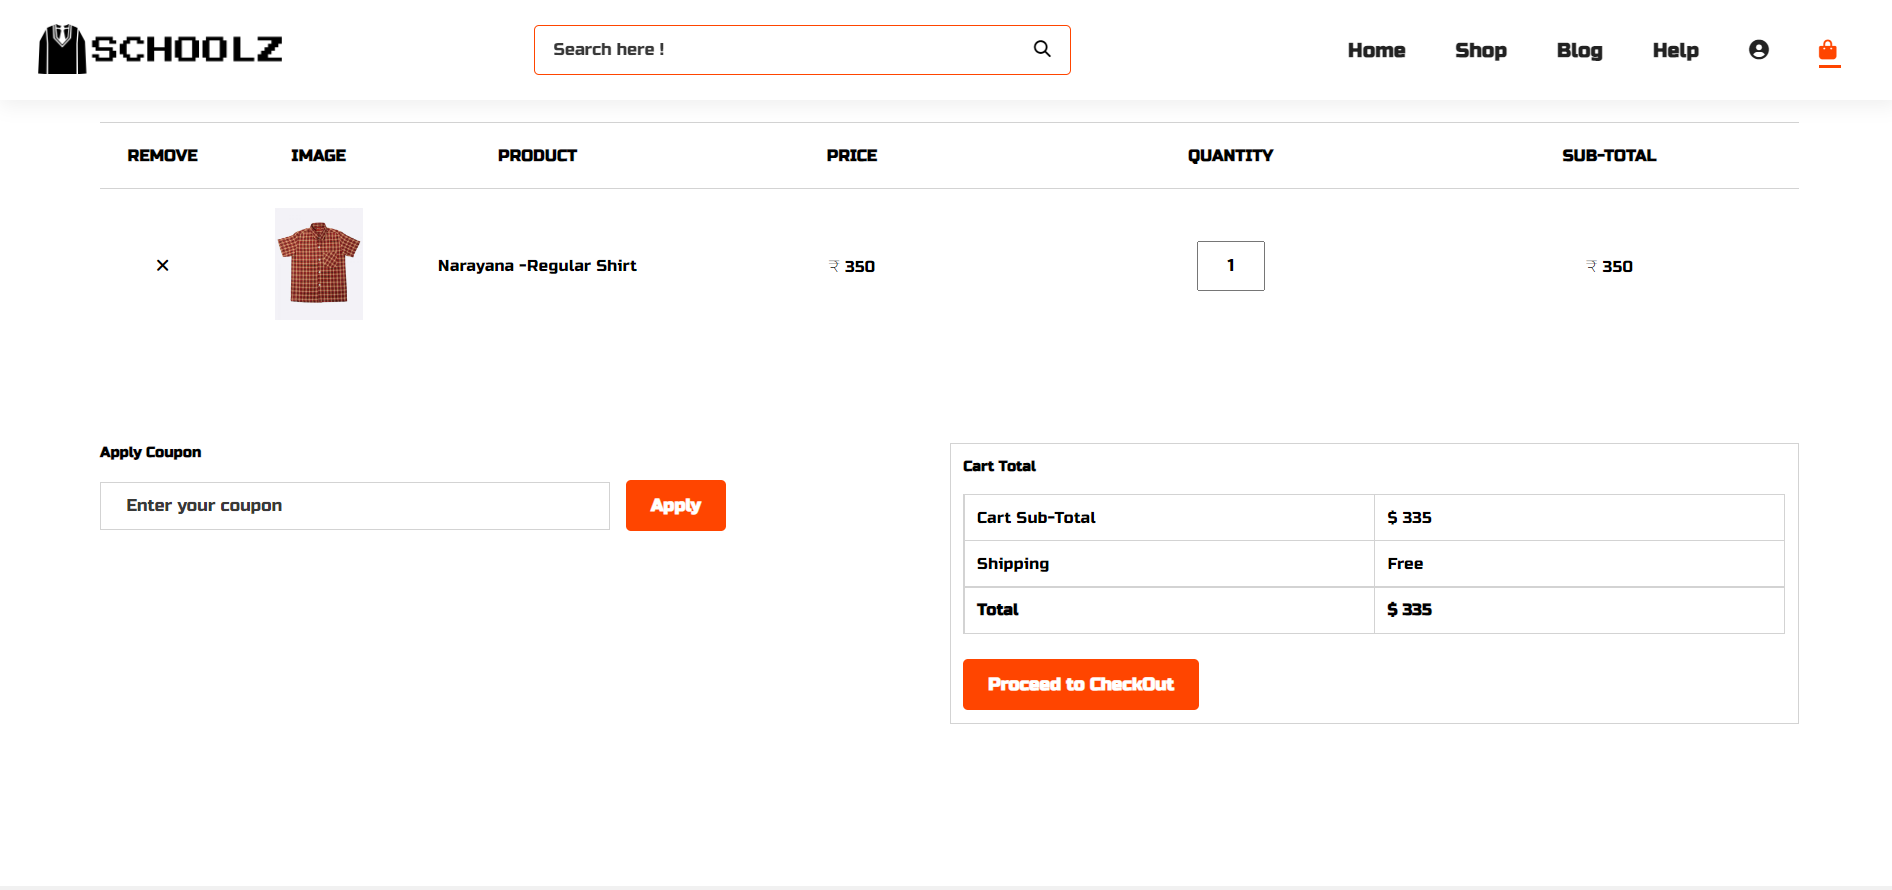 SCHOOLZ
Search here !
Home Shop Blog Help
REMOVE IMAGE PRODUCT PRICE QUANTITY SUB-TOTAL
Narayana -Regular Shirt ₹ 350 1 ₹ 350
Apply Coupon
Enter your coupon Apply
Cart Total
Cart Sub-Total $ 335
Shipping Free
Total $ 335
Proceed to CheckOut